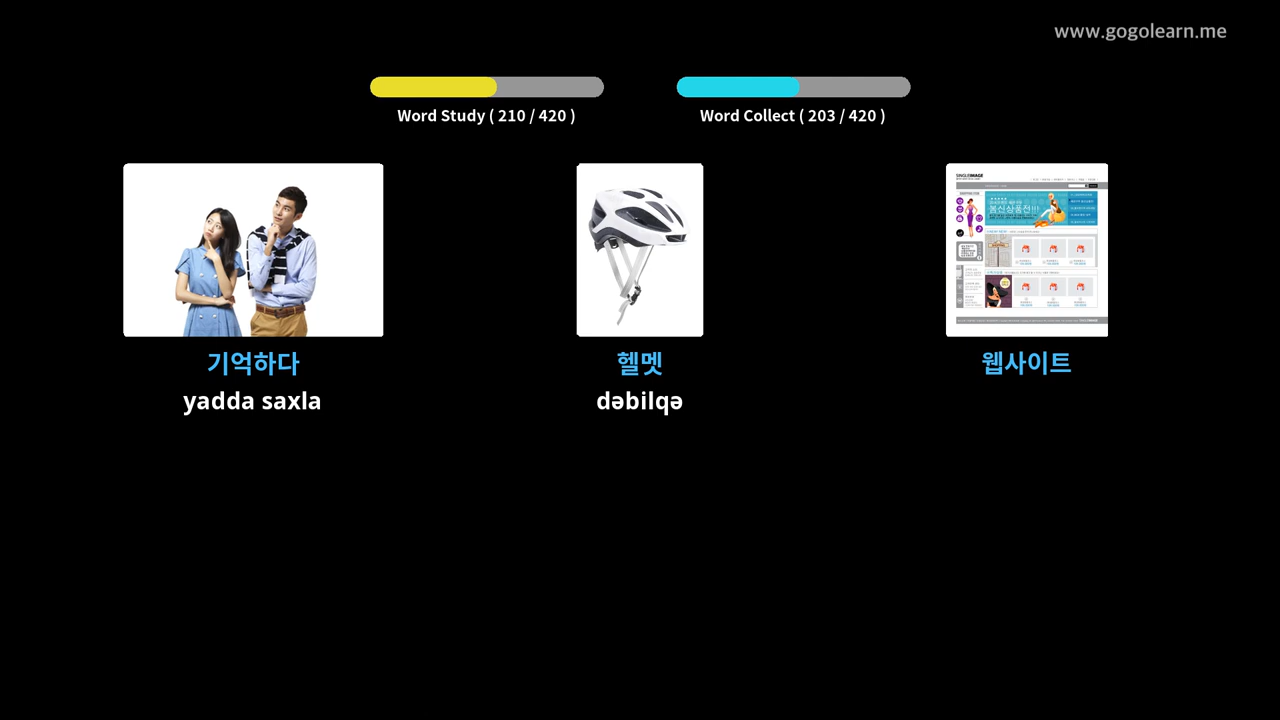 www.gogolearn.me
Word Study ( 210 / 420 )
Word Collect ( 203 / 420 )
기억하다
헬멧
웹사이트
yadda saxla
dəbilqə